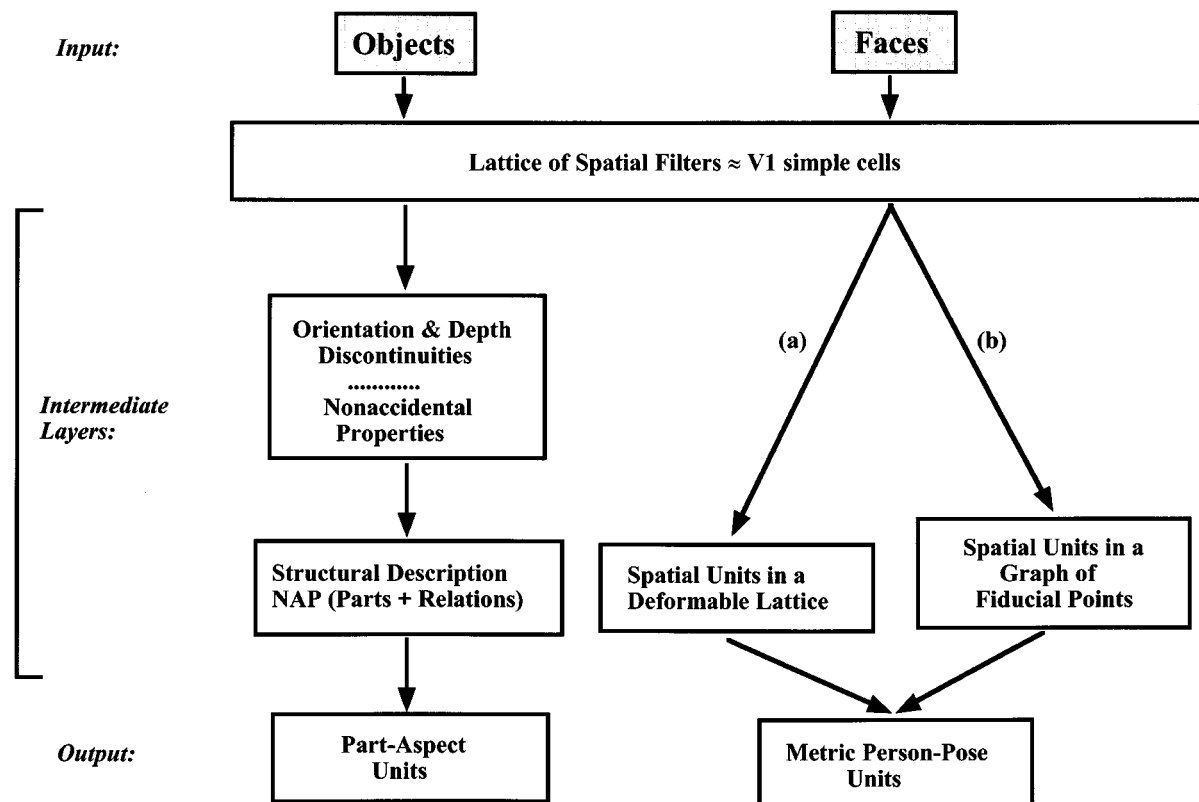 Input:
Objects
Faces
Lattice of Spatial Filters ≈ V1 simple cells
Intermediate
Layers:
Orientation & Depth
Discontinuities
.............
Nonaccidental
Properties
(a)
(b)
Structural Description
NAP (Parts + Relations)
Spatial Units in a
Deformable Lattice
Spatial Units in a
Graph of
Fiducial Points
Output:
Part-Aspect
Units
Metric Person-Pose
Units